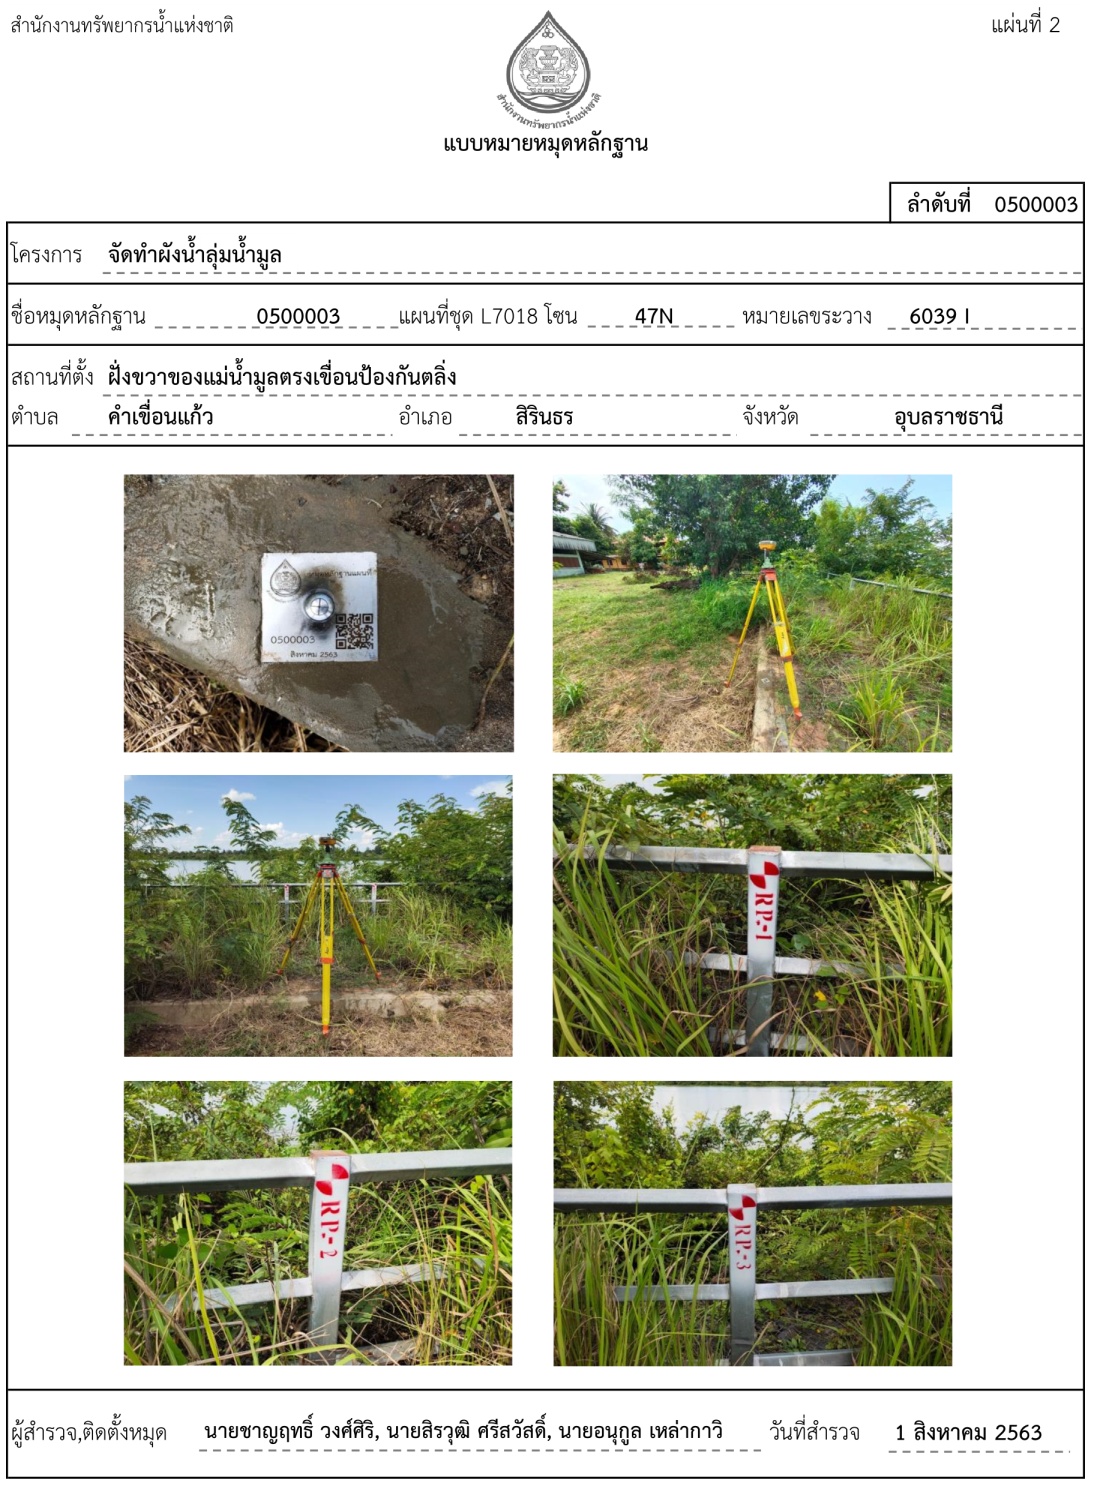 สำนักงานทรัพยากรน้ำแห่งชาติ
แผ่นที่ 2
สำนักงานทรัพยากรน้ำแห่งชาติ
แบบหมายหมุดหลักฐาน
ลำดับที่ 0500003
โครงการ จัดทำผังน้ำลุ่มน้ำมูล
ชื่อหมุดหลักฐาน 0500003 แผนที่ชุด L7018 โซน 47N หมายเลขระวาง 6039 I
สถานที่ตั้ง ฝั่งขวาของแม่น้ำมูลตรงเขื่อนป้องกันตลิ่ง
ตำบล คำเขื่อนแก้ว อำเภอ สิรินธร จังหวัด อุบลราชธานี
0500003
สิงหาคม 2563
RP.-1
RP.-2
RP.-3
ผู้สำรวจ,ติดตั้งหมุด นายชาญฤทธิ์ วงศ์ศิริ, นายสิรวุฒิ ศรีสวัสดิ์, นายอนุกูล เหล่ากาวิ วันที่สำรวจ 1 สิงหาคม 2563